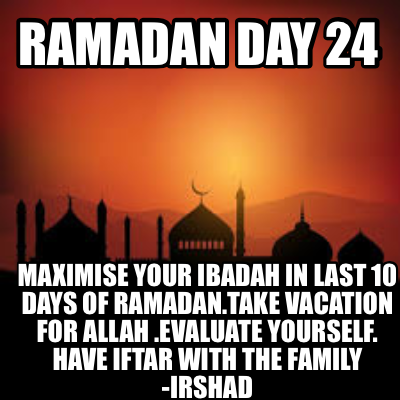 RAMADAN DAY 24
MAXIMISE YOUR IBADAH IN LAST 10
DAYS OF RAMADAN.TAKE VACATION
FOR ALLAH .EVALUATE YOURSELF.
HAVE IFTAR WITH THE FAMILY
-IRSHAD